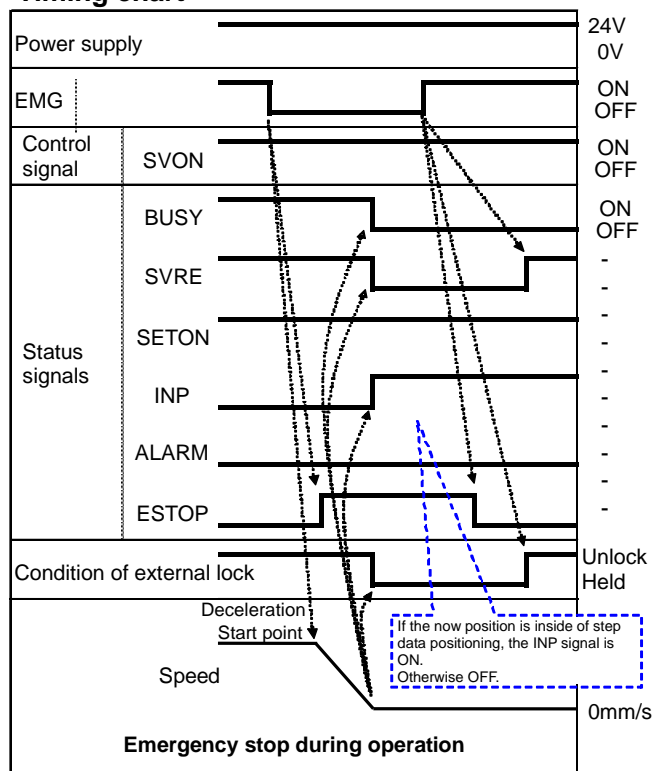 Power supply
24V
0V
EMG
ON
OFF
Control
signal
SVON
ON
OFF
Status
signals
BUSY
ON
OFF
SVRE
-
-
SETON
-
-
INP
-
-
ALARM
-
-
ESTOP
-
-
Condition of external lock
Unlock
Held
Deceleration
Start point
If the now position is inside of step
data positioning, the INP signal is
ON.
Otherwise OFF.
Speed
0mm/s
Emergency stop during operation